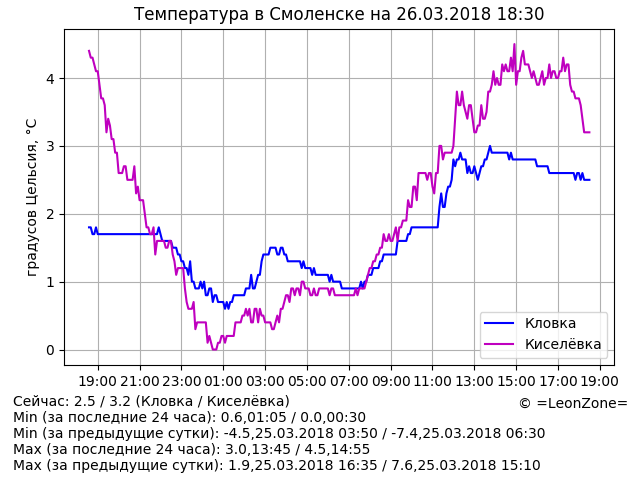 Температура в Смоленске на 26.03.2018 18:30
градусов Цельсия, °C
4
3
2
1
0
19:00 21:00 23:00 01:00 03:00 05:00 07:00 09:00 11:00 13:00 15:00 17:00 19:00
Кловка
Киселёвка
Сейчас: 2.5 / 3.2 (Кловка / Киселёвка)
© =LeonZone=
Min (за последние 24 часа): 0.6,01:05 / 0.0,00:30
Min (за предыдущие сутки): -4.5,25.03.2018 03:50 / -7.4,25.03.2018 06:30
Max (за последние 24 часа): 3.0,13:45 / 4.5,14:55
Max (за предыдущие сутки): 1.9,25.03.2018 16:35 / 7.6,25.03.2018 15:10